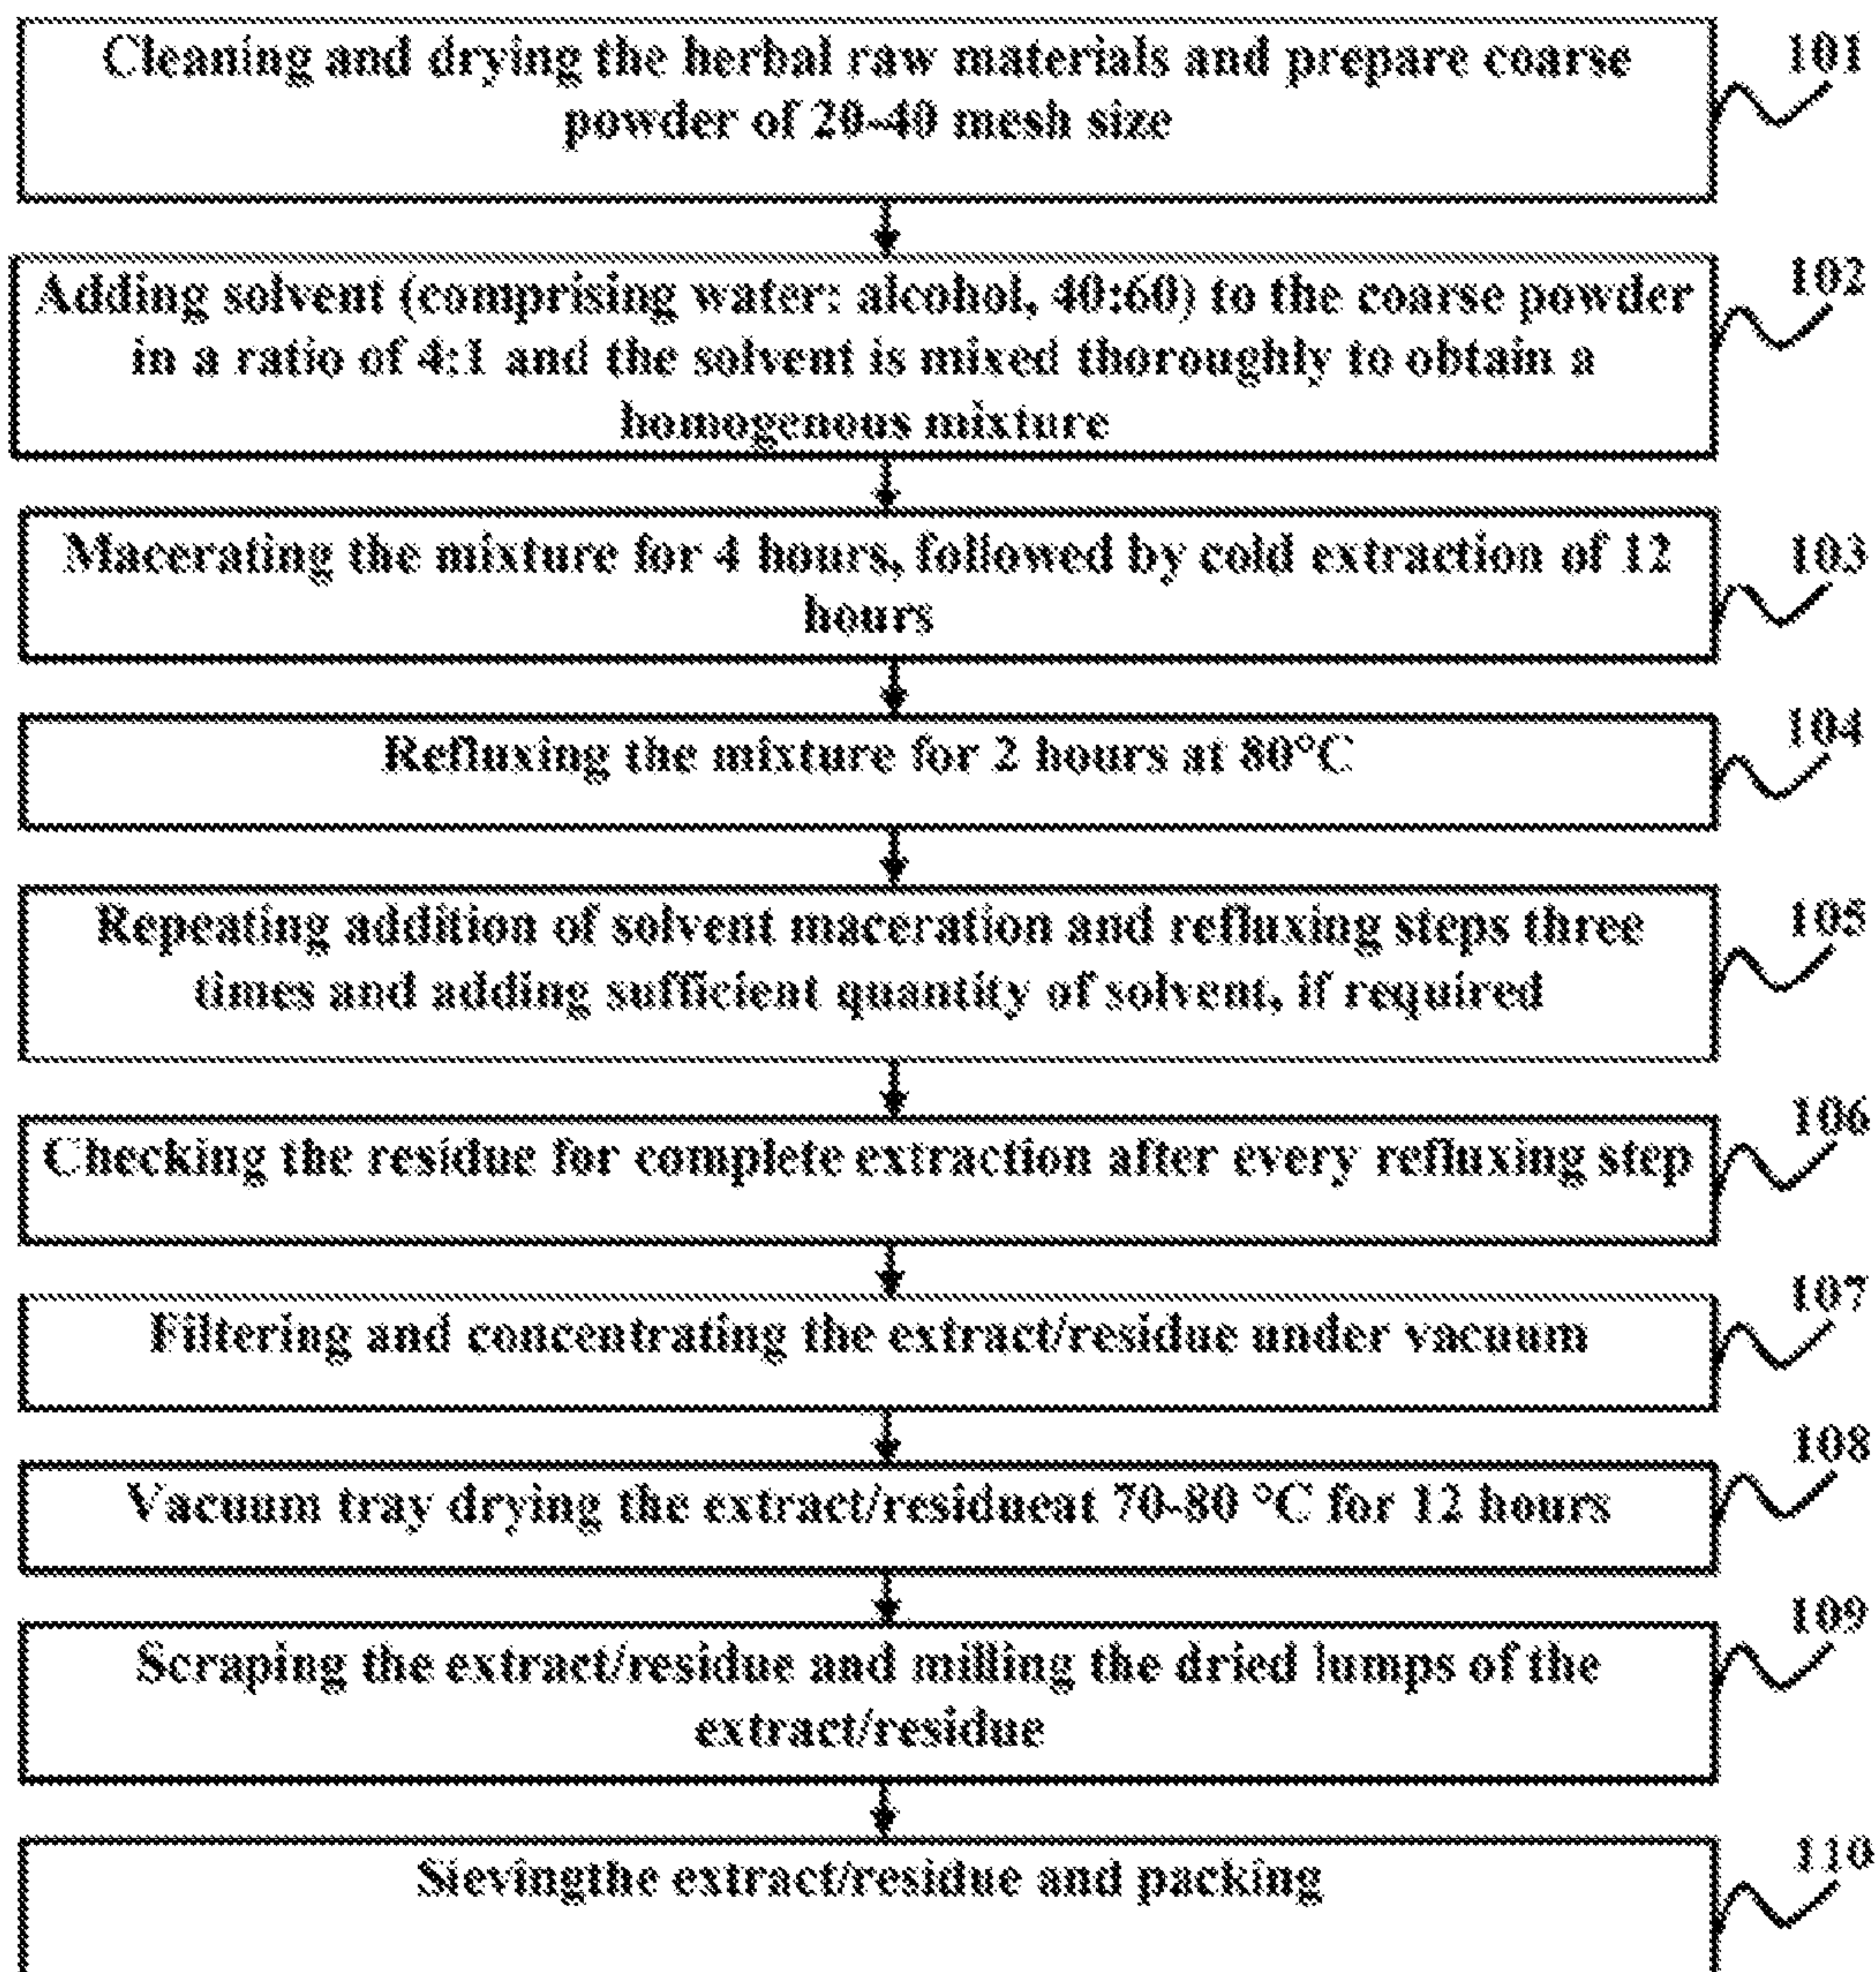 Cleaning and drying the herbal raw materials and prepare coarse
powder of 20-40 mesh size
101
Adding solvent (comprising water: alcohol, 40:60) to the coarse powder
in a ratio of 4:1 and the solvent is mixed thoroughly to obtain a
homogenous mixture
102
Macerating the mixture for 4 hours, followed by cold extraction of 12
hours
103
Refluxing the mixture for 2 hours at 80°C
104
Repeating addition of solvent maceration and refluxing steps three
times and adding sufficient quantity of solvent, if required
105
Checking the residue for complete extraction after every refluxing step
106
Filtering and concentrating the extract/residue under vacuum
107
Vacuum tray drying the extract/residueat 70-80 °C for 12 hours
108
Scraping the extract/residue and milling the dried lumps of the
extract/residue
109
Sievingthe extract/residue and packing
110